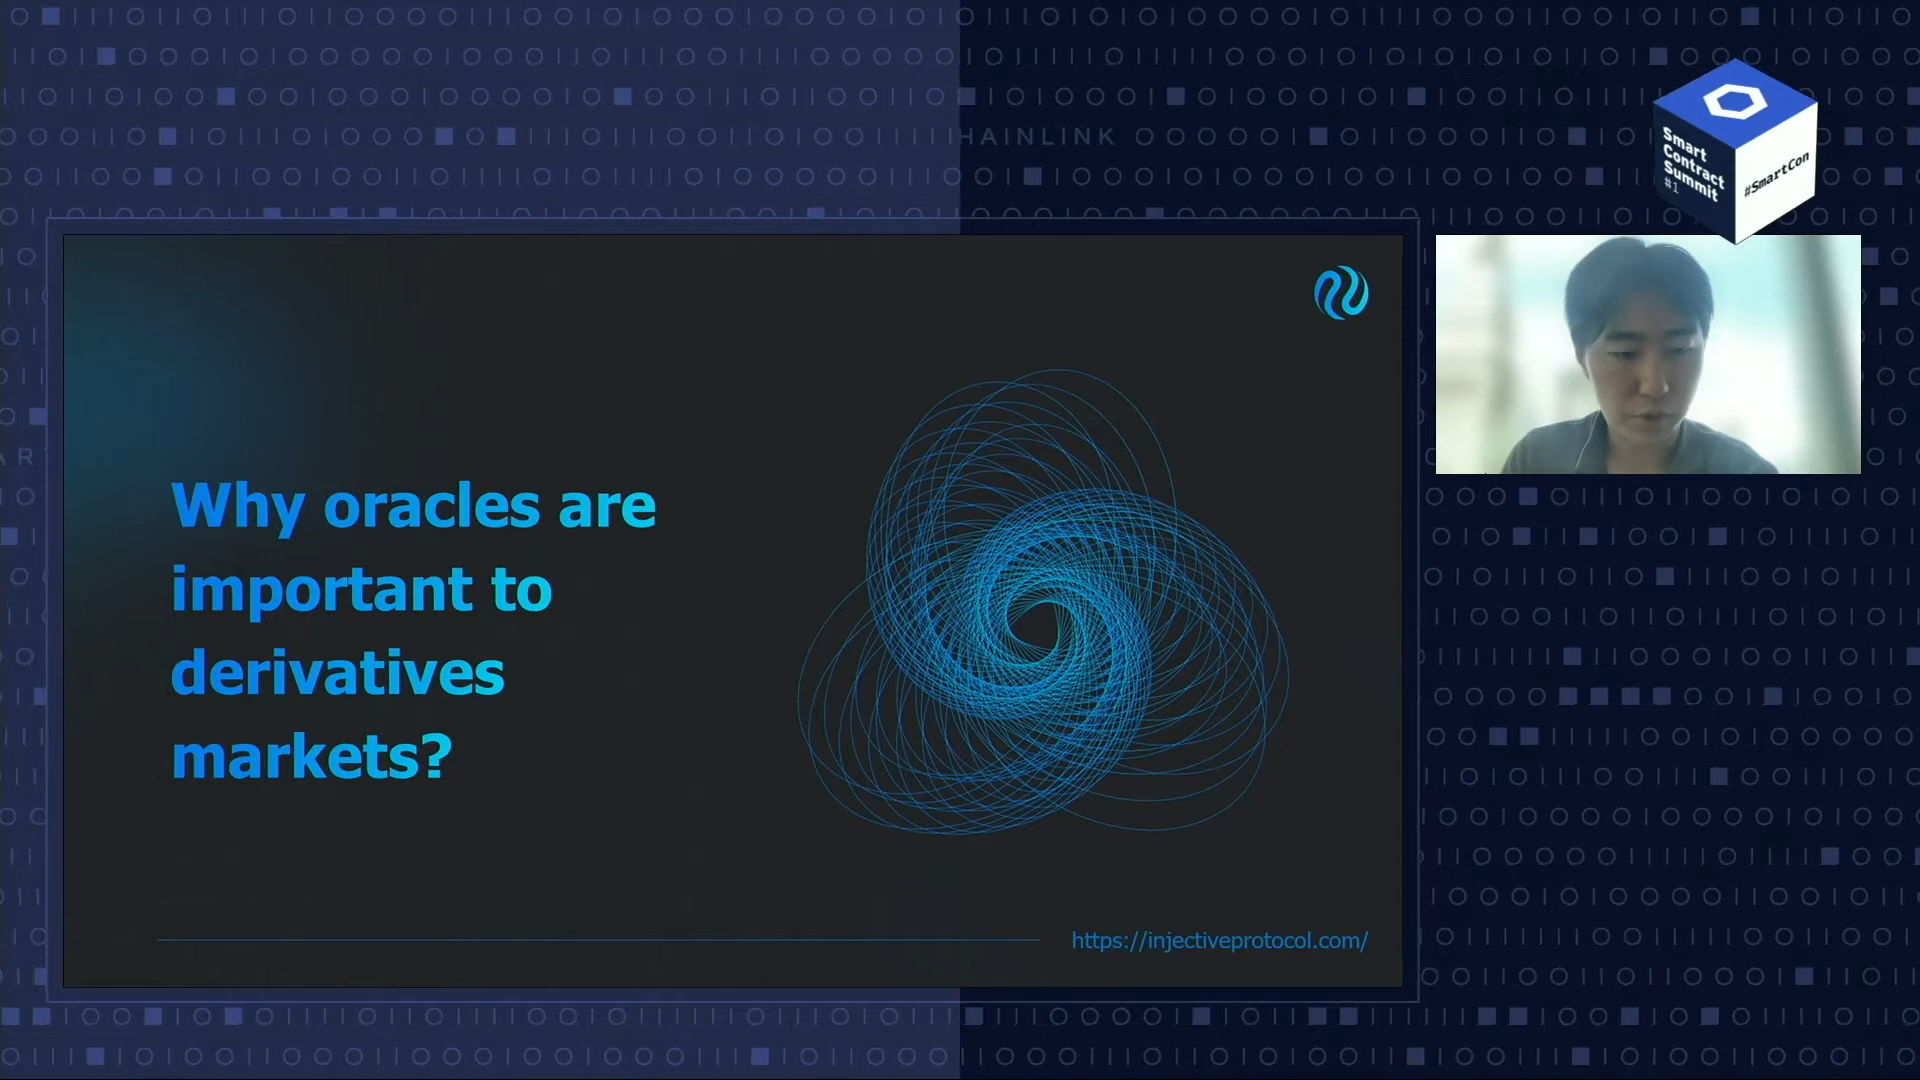 HAINLINK
Smart
Contract
Summit
#1
#SmartCon
Why oracles are
important to
derivatives
markets?
https://injectiveprotocol.com/